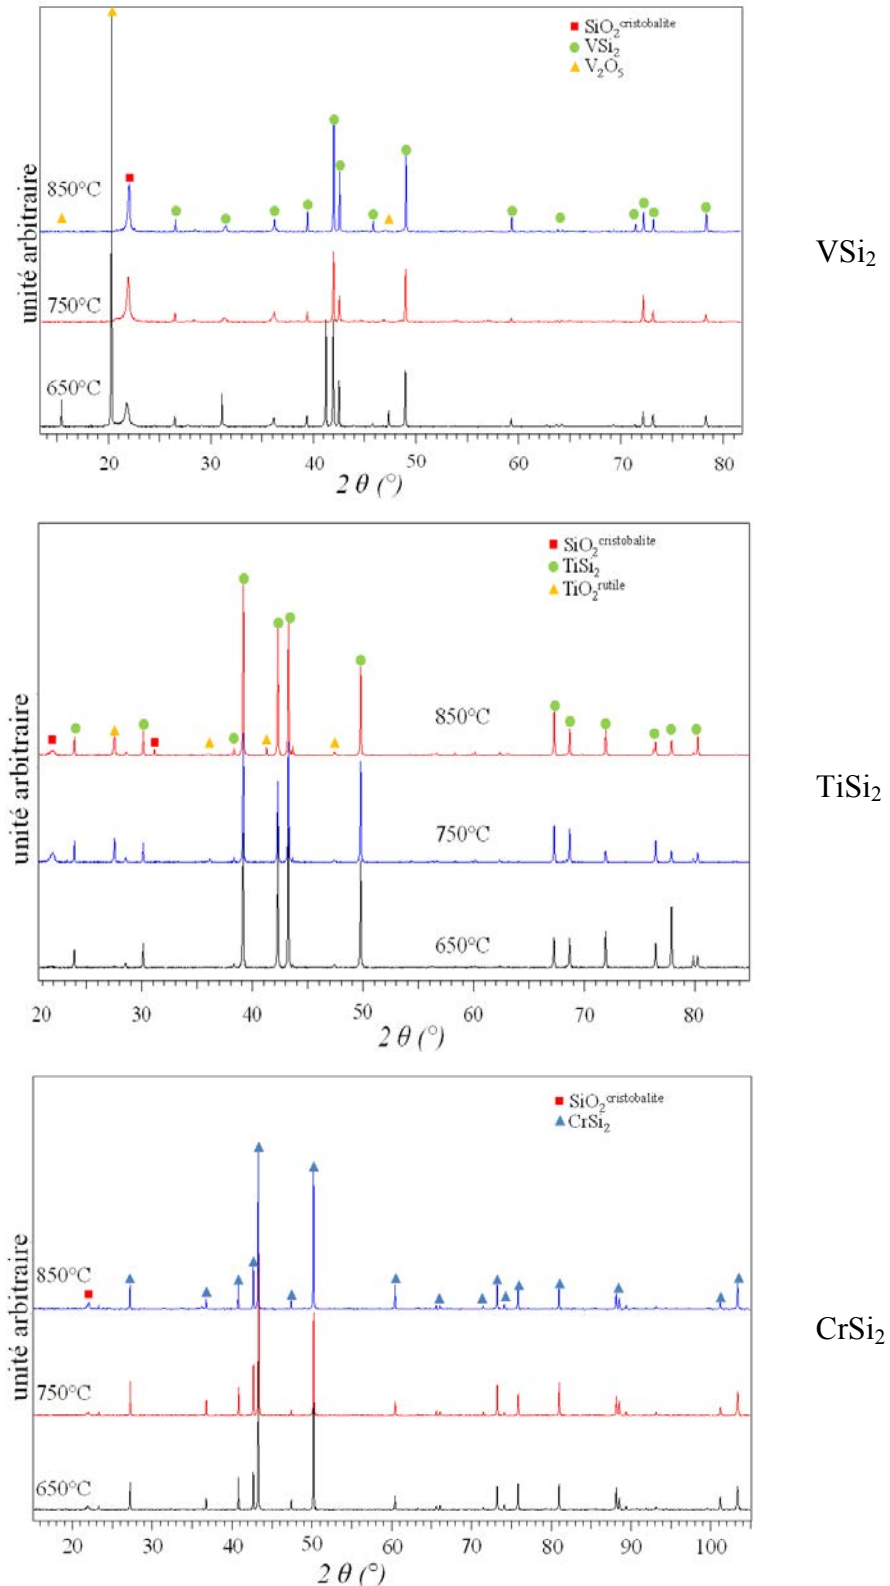 SiO₂ᶜʳⁱˢᵗᵒᵇᵃˡⁱᵗᵉ
VSi₂
V₂O₅
850°C
750°C
650°C
unité arbitraire
20 30 40 50 60 70 80
2 θ (°)
VSi₂
SiO₂ᶜʳⁱˢᵗᵒᵇᵃˡⁱᵗᵉ
TiSi₂
TiO₂ʳᵘᵗⁱˡᵉ
850°C
750°C
650°C
unité arbitraire
20 30 40 50 60 70 80
2 θ (°)
TiSi₂
SiO₂ᶜʳⁱˢᵗᵒᵇᵃˡⁱᵗᵉ
CrSi₂
850°C
750°C
650°C
unité arbitraire
20 30 40 50 60 70 80 90 100
2 θ (°)
CrSi₂